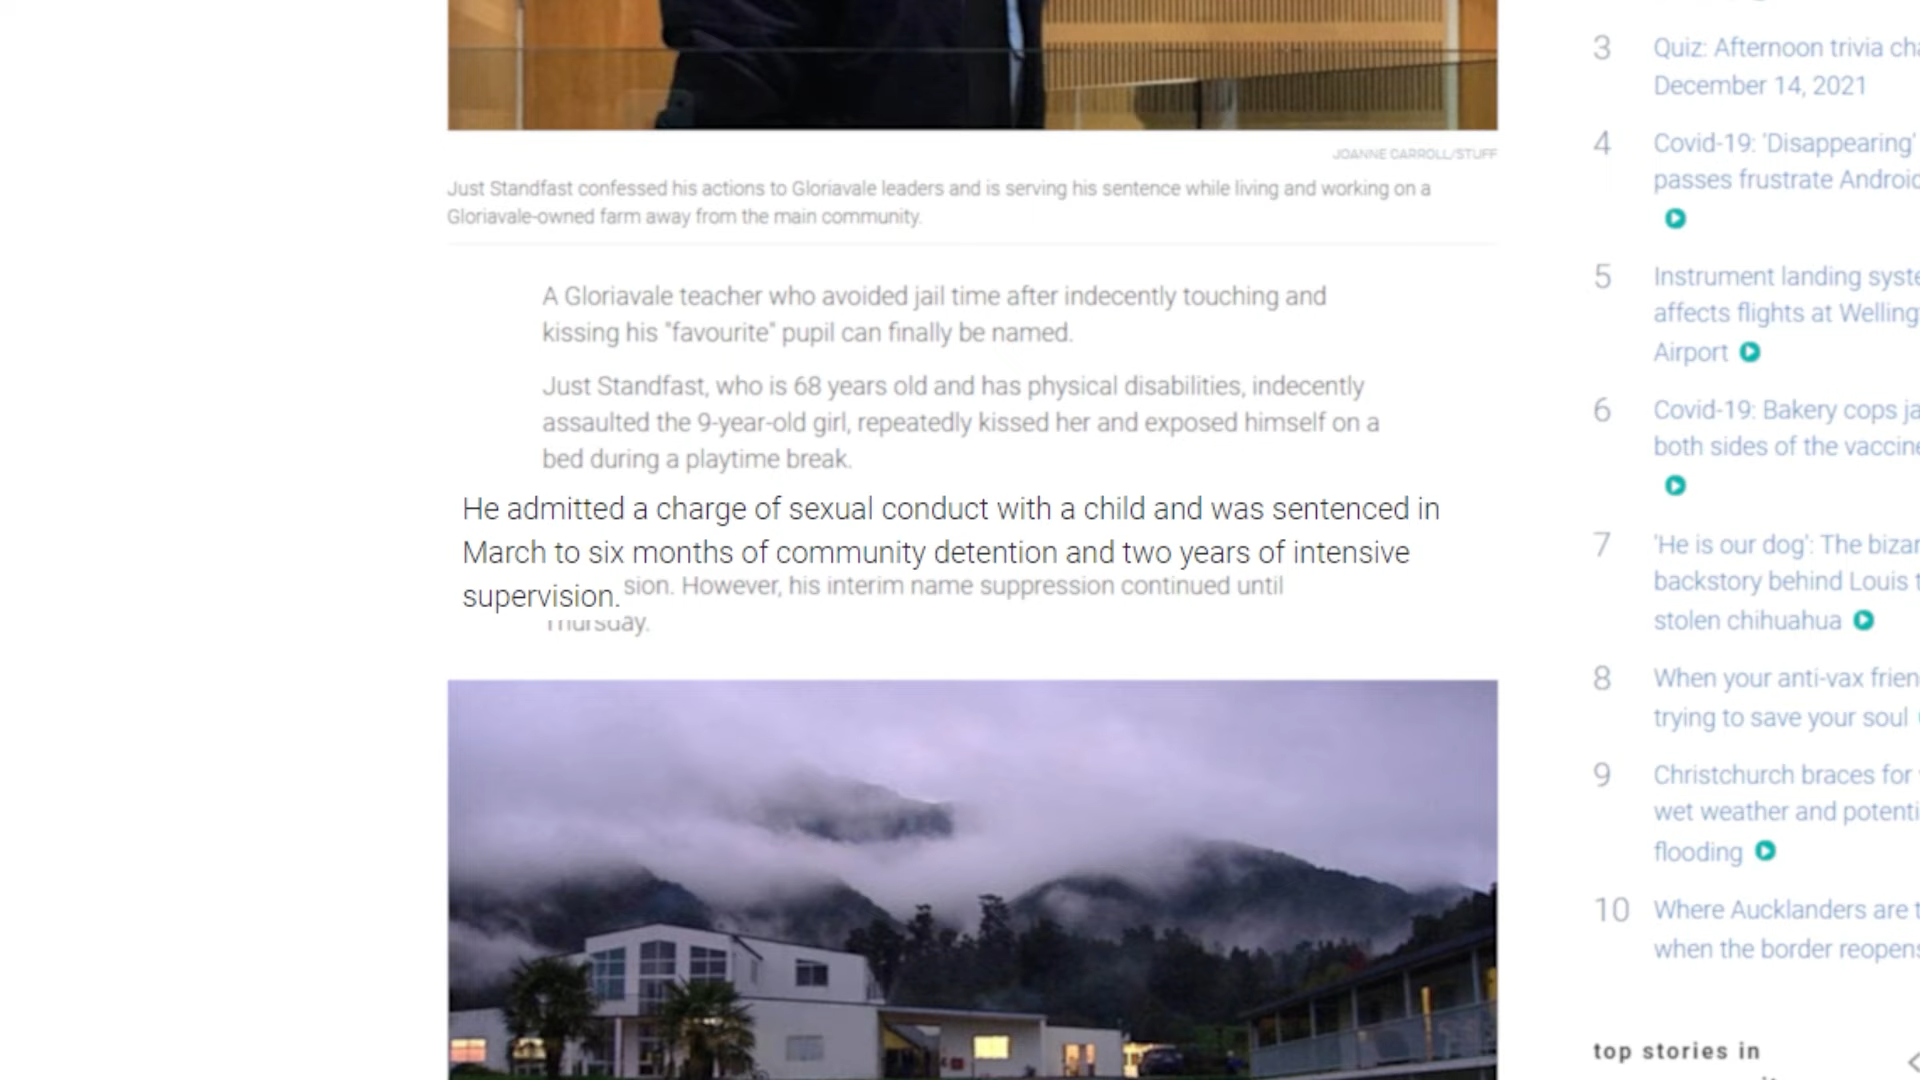 JOANNE CARROLL/STUFF
Just Standfast confessed his actions to Gloriavale leaders and is serving his sentence while living and working on a
Gloriavale-owned farm away from the main community.
A Gloriavale teacher who avoided jail time after indecently touching and
kissing his "favourite" pupil can finally be named.
Just Standfast, who is 68 years old and has physical disabilities, indecently
assaulted the 9-year-old girl, repeatedly kissed her and exposed himself on a
bed during a playtime break.
He admitted a charge of sexual conduct with a child and was sentenced in
March to six months of community detention and two years of intensive
supervision.
sion. However, his interim name suppression continued until
Thursday.
3 Quiz: Afternoon trivia cha
December 14, 2021
4 Covid-19: 'Disappearing'
passes frustrate Android
5 Instrument landing syste
affects flights at Welling
Airport
6 Covid-19: Bakery cops ja
both sides of the vaccine
7 'He is our dog': The bizar
backstory behind Louis t
stolen chihuahua
8 When your anti-vax frien
trying to save your soul
9 Christchurch braces for
wet weather and potenti
flooding
10 Where Aucklanders are t
when the border reopens
top stories in